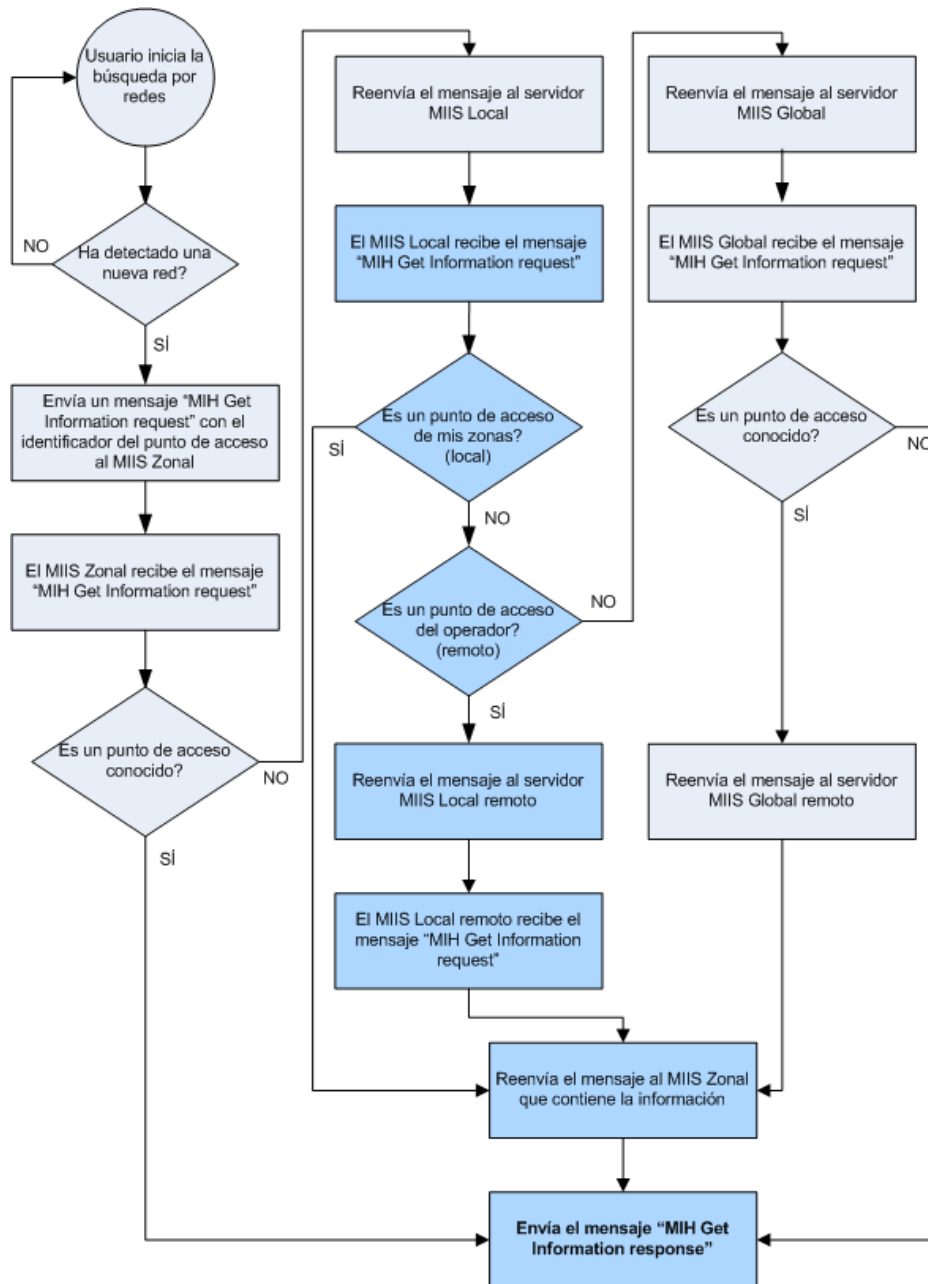 Usuario inicia la
búsqueda por
redes
NO
Ha detectado una
nueva red?
SÍ
Envía un mensaje “MIH Get
Information request” con el
identificador del punto de acceso
al MIIS Zonal
El MIIS Zonal recibe el mensaje
“MIH Get Information request”
Es un punto de acceso
conocido?
NO
SÍ
Reenvía el mensaje al servidor
MIIS Local
El MIIS Local recibe el mensaje
“MIH Get Information request”
Es un punto de acceso
de mis zonas?
(local)
SÍ
NO
Es un punto de acceso
del operador?
(remoto)
NO
SÍ
Reenvía el mensaje al servidor
MIIS Local remoto
El MIIS Local remoto recibe el
mensaje “MIH Get Information
request”
Reenvía el mensaje al servidor
MIIS Global
El MIIS Global recibe el mensaje
“MIH Get Information request”
Es un punto de acceso
conocido?
NO
SÍ
Reenvía el mensaje al servidor
MIIS Global remoto
Reenvía el mensaje al MIIS Zonal
que contiene la información
Envía el mensaje “MIH Get
Information response”